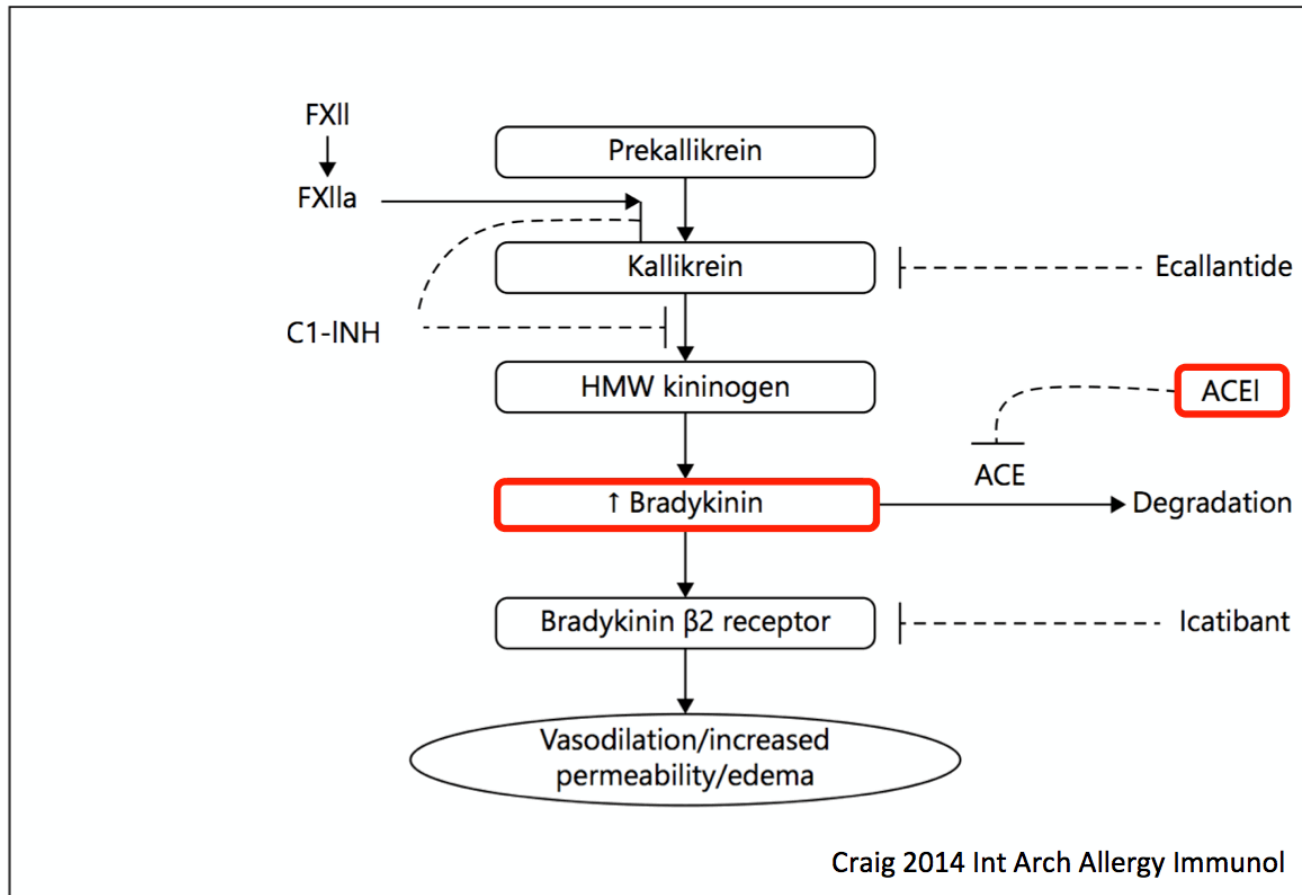 FXII
Prekallikrein
FXIIa
Kallikrein
Ecallantide
C1-INH
HMW kininogen
ACEI
ACE
↑ Bradykinin
Degradation
Bradykinin β2 receptor
Icatibant
Vasodilation/increased
permeability/edema
Craig 2014 Int Arch Allergy Immunol